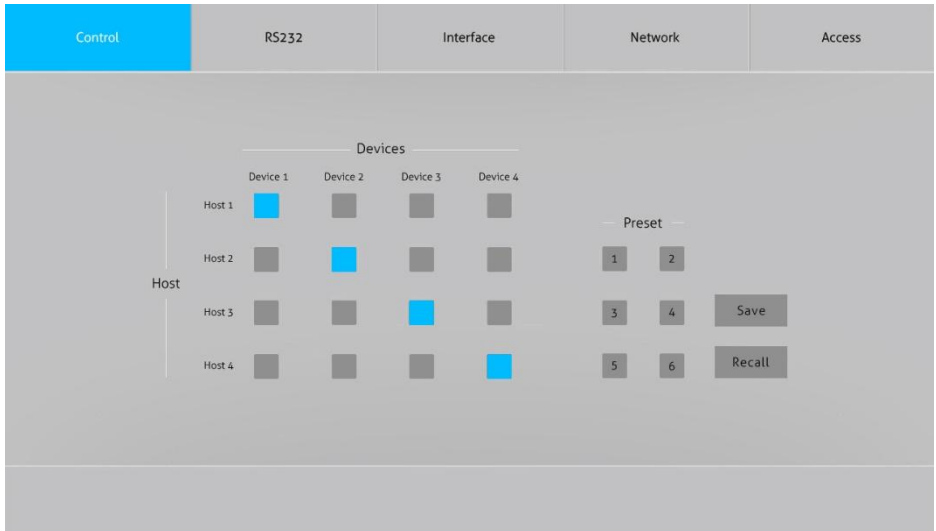 Control RS232 Interface Network Access
Devices
Device 1 Device 2 Device 3 Device 4
Host 1
Preset
Host 2
1 2
Host
Host 3
3 4 Save
Host 4
5 6 Recall